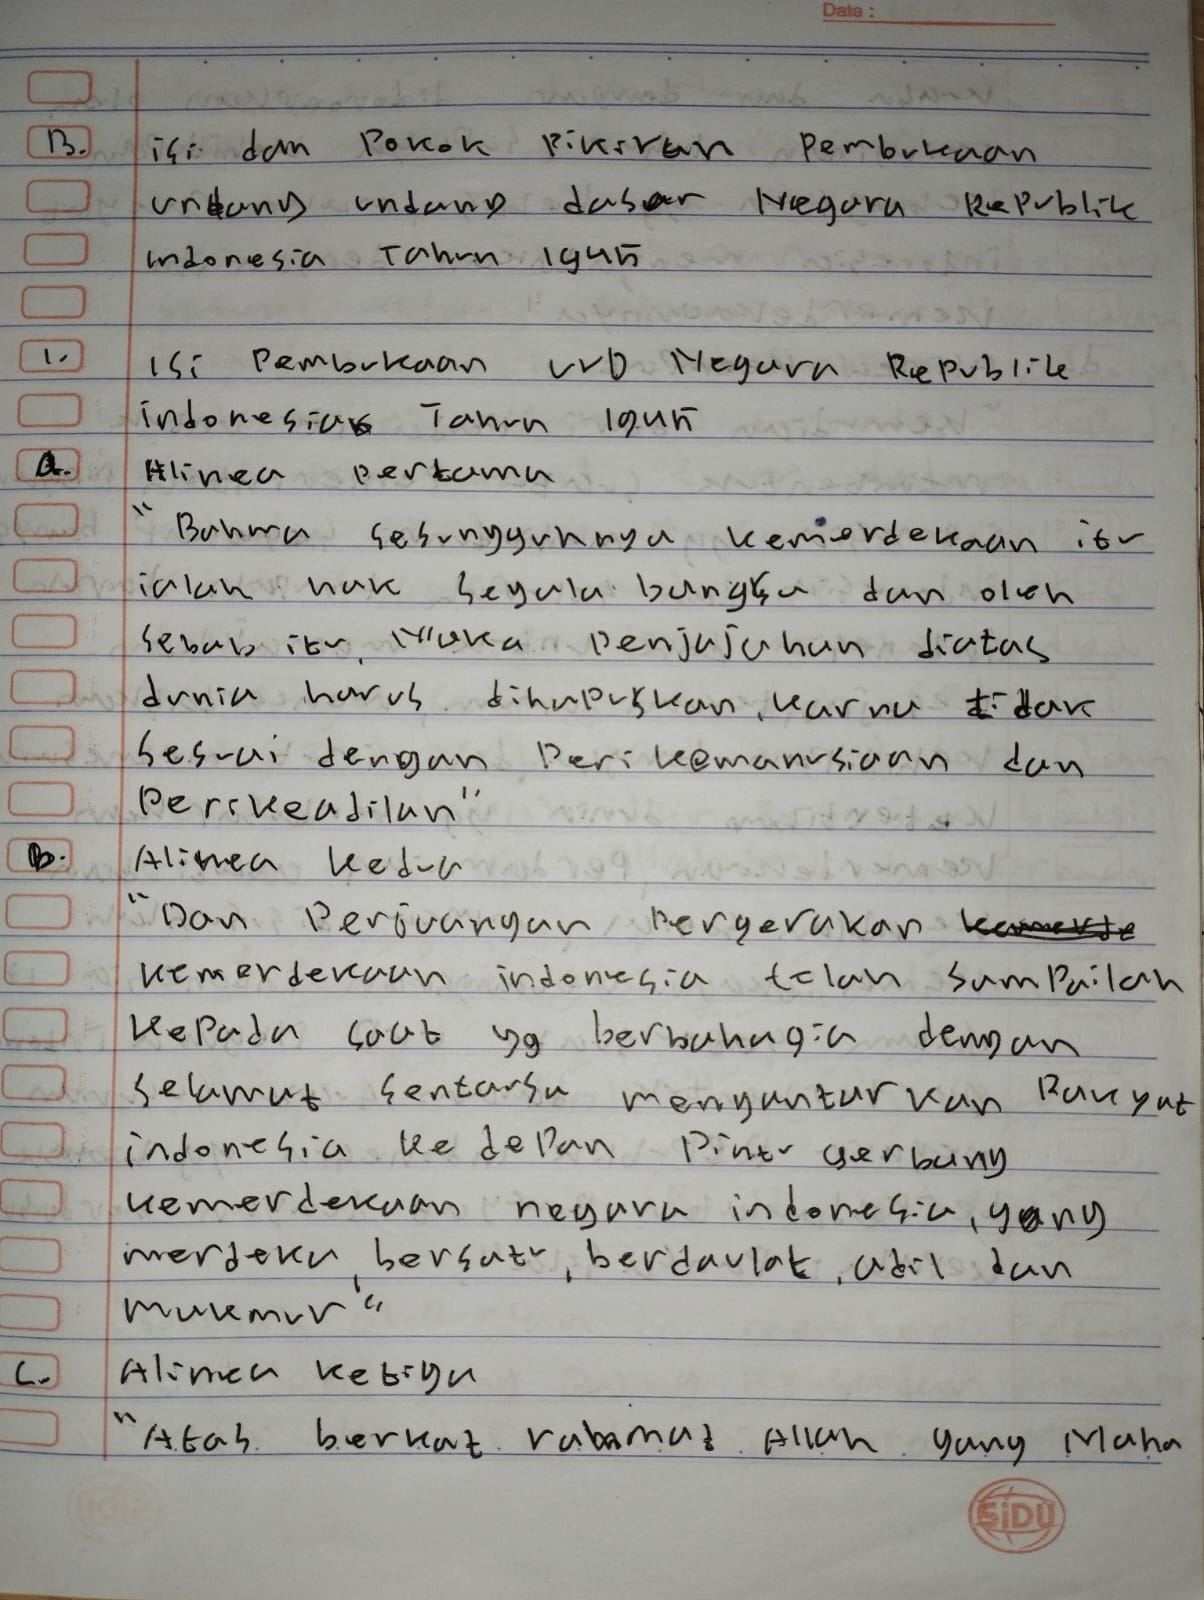 Date :
B. isi dan Pokok Pikiran Pembukaan
undang undang dasar Negara Republik
indonesia Tahun 1945
1. Isi Pembukaan UUD Negara Republik
indonesia Tahun 1945
a. Alinea pertama
"Bahwa sesungguhnya kemerdekaan itu
ialah hak segala bangsa dan oleh
sebab itu, Maka penjajahan diatas
dunia harus dihapuskan, karna tidak
sesuai dengan Peri kemanusiaan dan
Perikeadilan"
b. Alinea kedua
"Dan Perjuangan Pergerakan
kemerdekaan indonesia telah sampailah
kepada saat yg berbahagia dengan
selamat sentarsa mengantarkan Rakyat
indonesia ke depan Pintu gerbang
kemerdekaan negara indonesia, yang
merdeka, bersatu, berdaulat, adil dan
makmur"
c. Alinea ketiga
"Atas berkat rahmat Allah yang Maha
SiDU